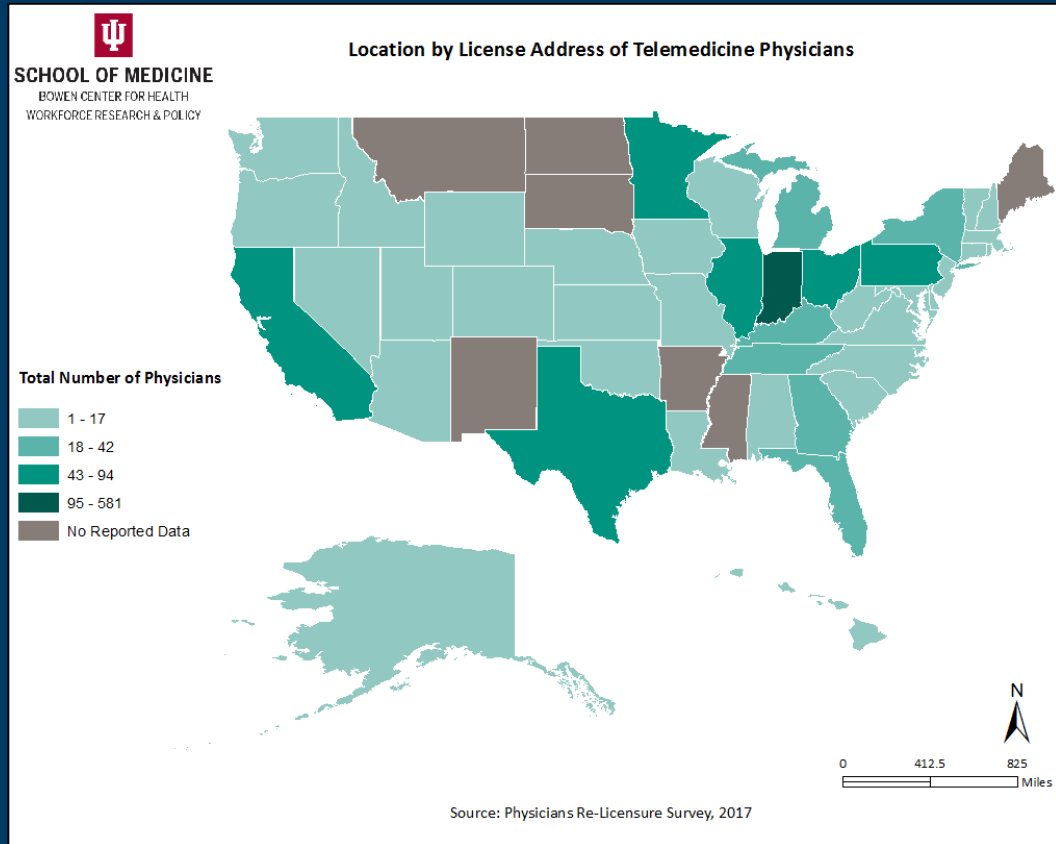 SCHOOL OF MEDICINE
BOWEN CENTER FOR HEALTH
WORKFORCE RESEARCH & POLICY
Location by License Address of Telemedicine Physicians
Total Number of Physicians
1 - 17
18 - 42
43 - 94
95 - 581
No Reported Data
N
0 412.5 825
Miles
Source: Physicians Re-Licensure Survey, 2017